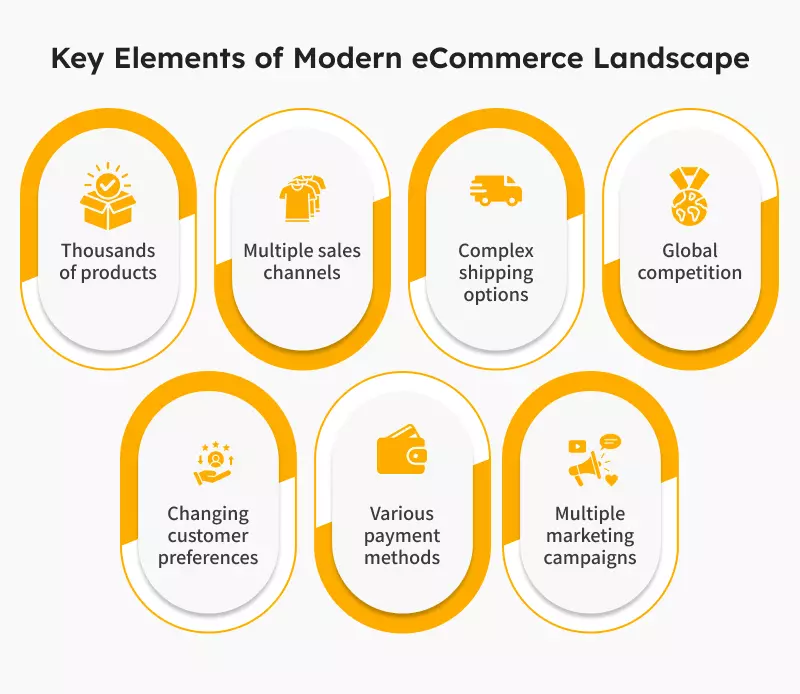 Key Elements of Modern eCommerce Landscape
Thousands
of products
Multiple sales
channels
Complex
shipping
options
Global
competition
Changing
customer
preferences
Various
payment
methods
Multiple
marketing
campaigns